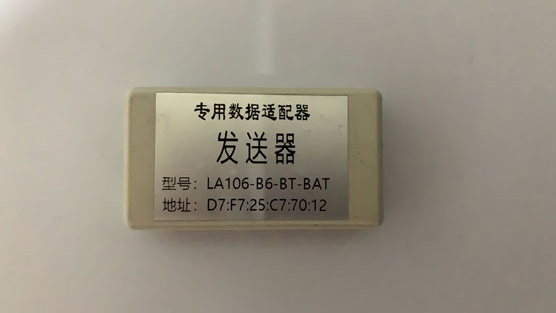 专用数据适配器
发送器
型号：LA106-B6-BT-BAT
地址：D7:F7:25:C7:70:12